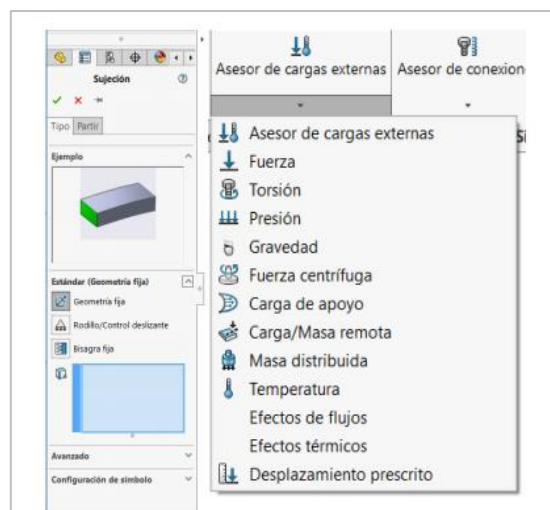 Sujeción
Tipo Partir
Ejemplo
Estándar (Geometría fija)
Geometría fija
Rodillo/Control deslizante
Bisagra fija
Avanzado
Configuración de símbolo
Asesor de cargas externas
Asesor de conexion
Asesor de cargas externas
Fuerza
Torsión
Presión
Gravedad
Fuerza centrífuga
Carga de apoyo
Carga/Masa remota
Masa distribuida
Temperatura
Efectos de flujos
Efectos térmicos
Desplazamiento prescrito